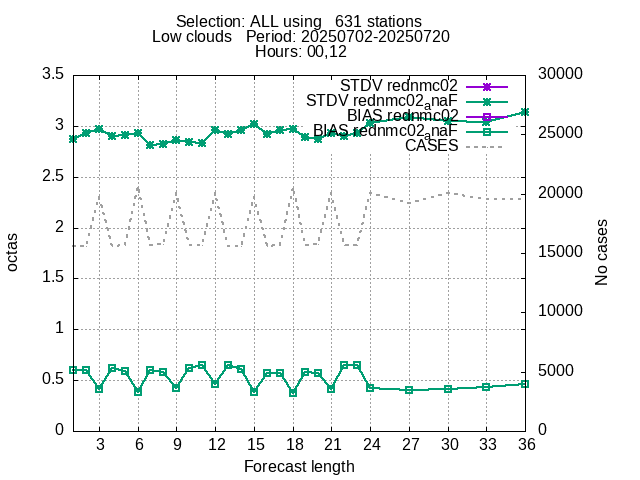 Selection: ALL using   631 stations
Low clouds   Period: 20250702-20250720
Hours: 00,12
3.5
3
2.5
2
1.5
1
0.5
0
30000
25000
20000
15000
10000
5000
0
STDV rednmc02
STDV rednmc02anaF
BIAS rednmc02
BIAS rednmc02anaF
CASES
octas
No cases
3 6 9 12 15 18 21 24 27 30 33 36
Forecast length